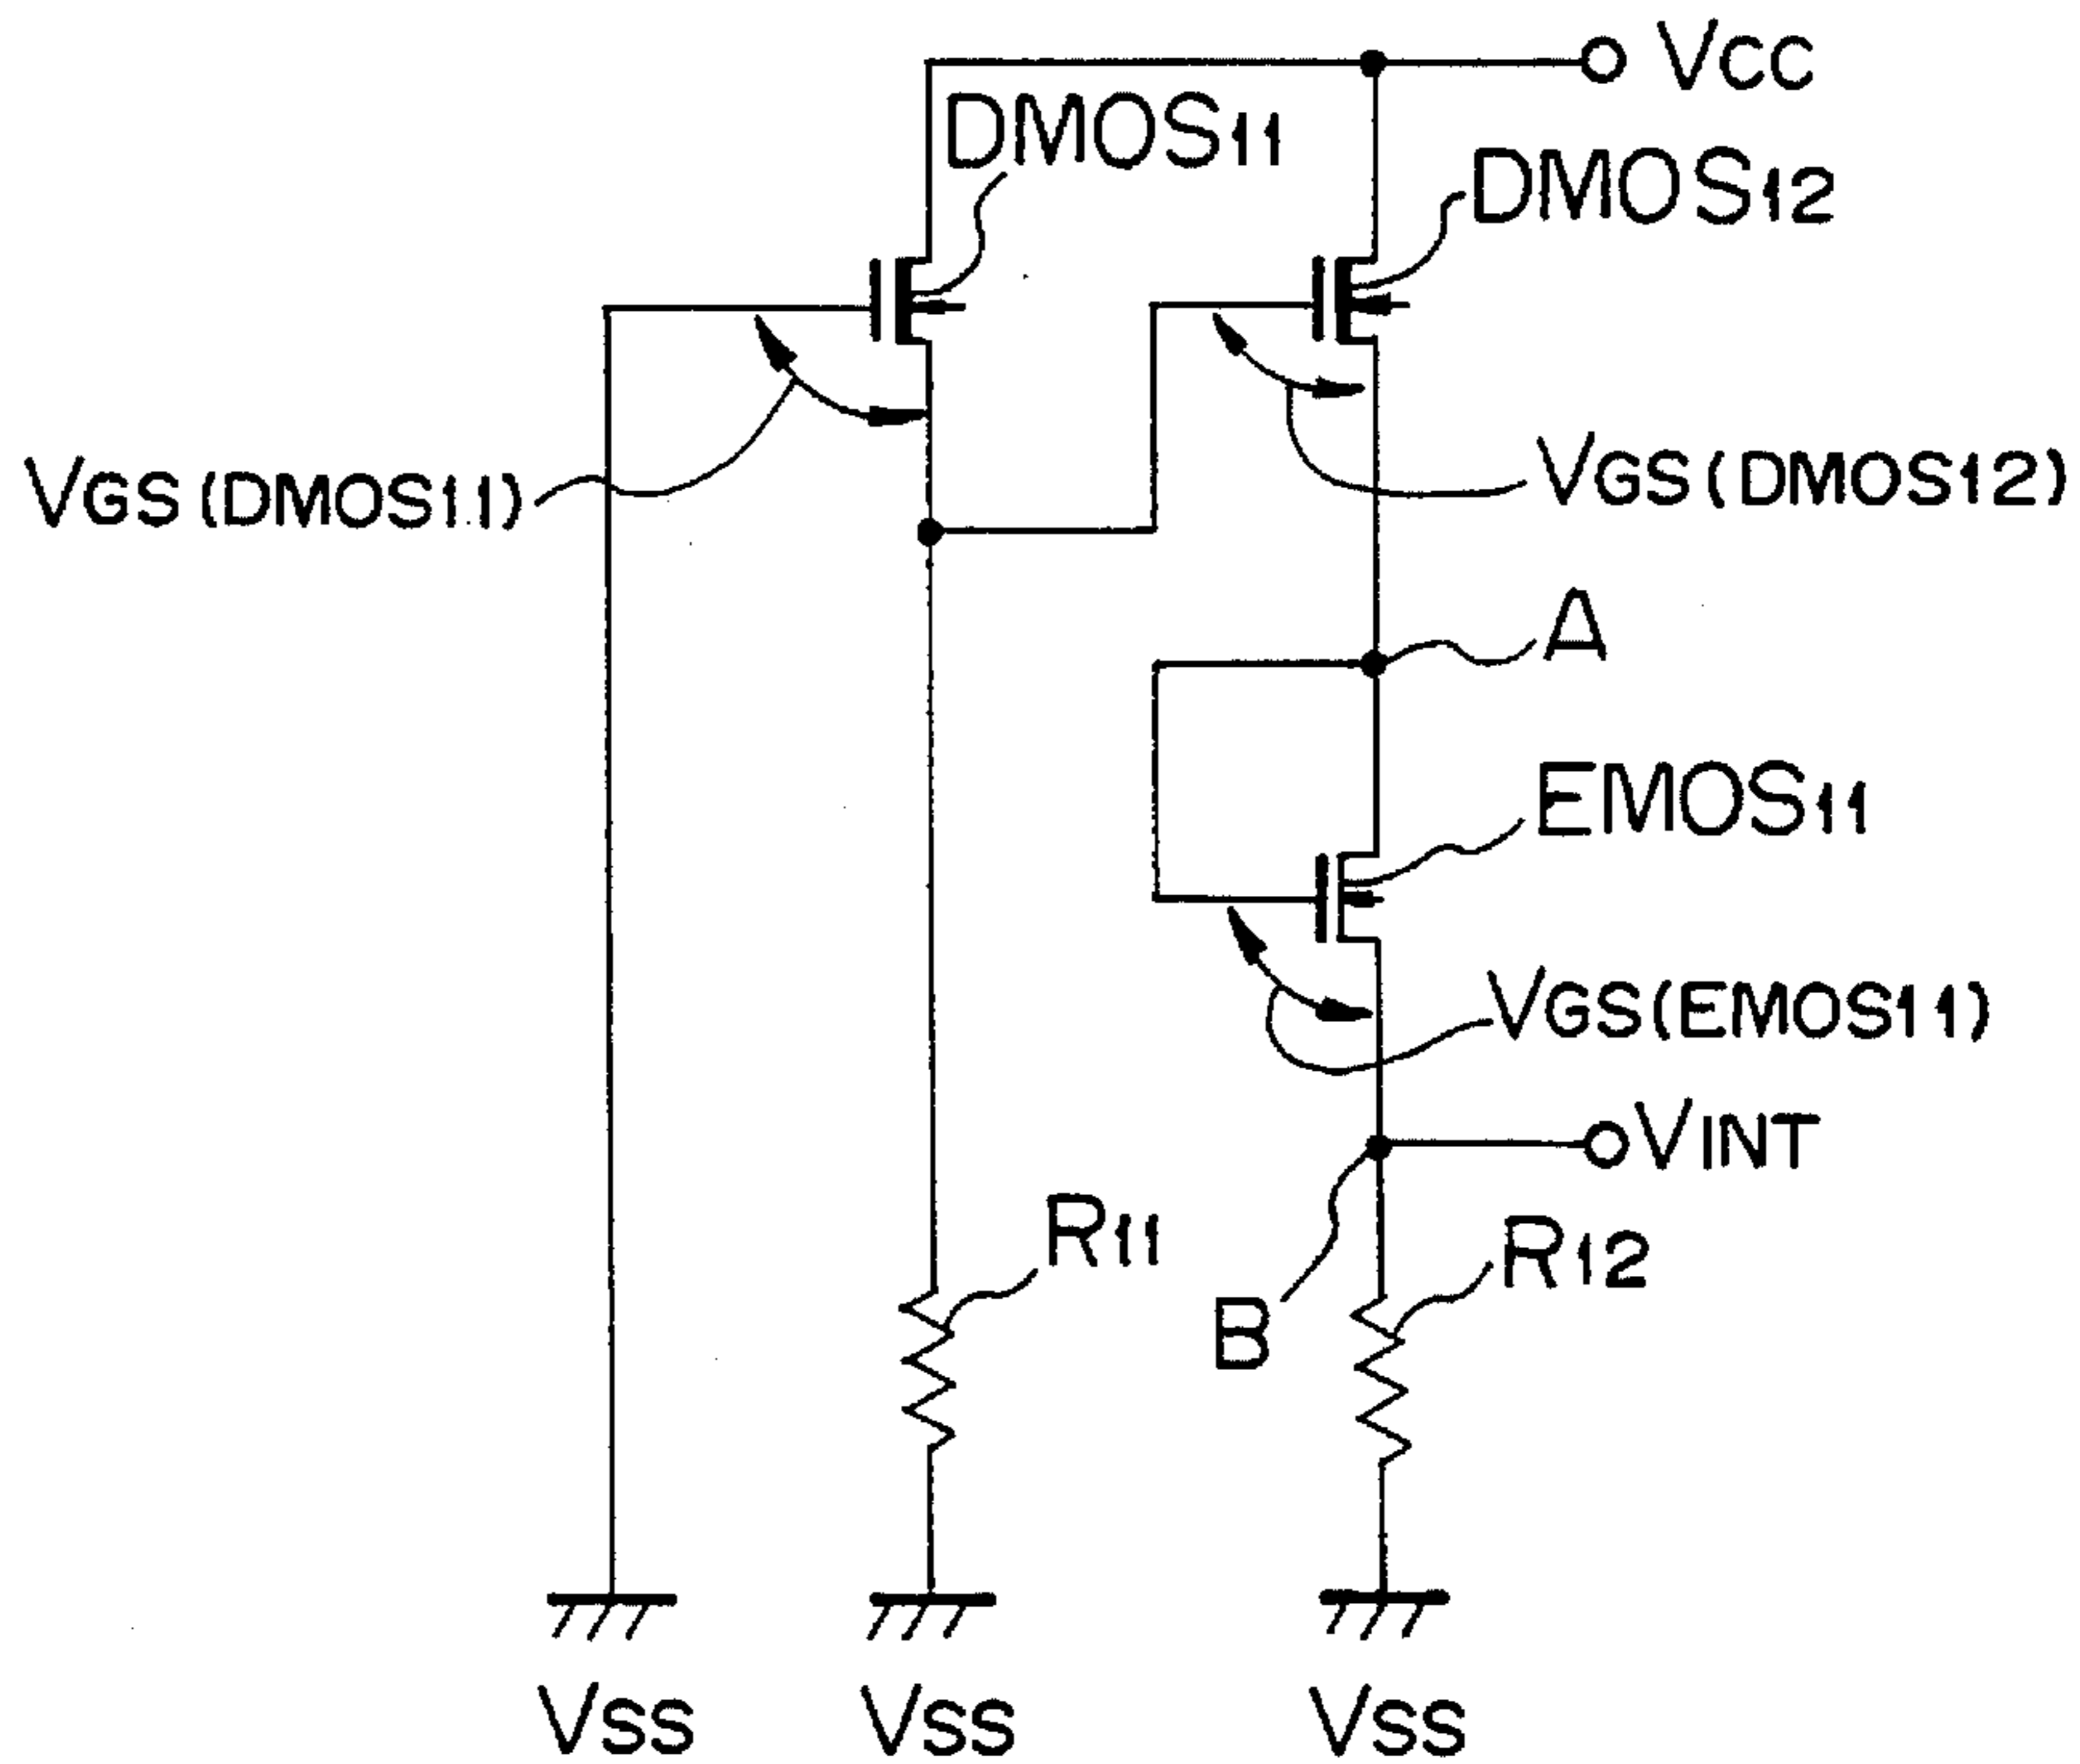 VCC
DMOS11
DMOS12
VGS(DMOS11)
VGS(DMOS12)
A
EMOS11
VGS(EMOS11)
VINT
R11
R12
B
VSS
VSS
VSS